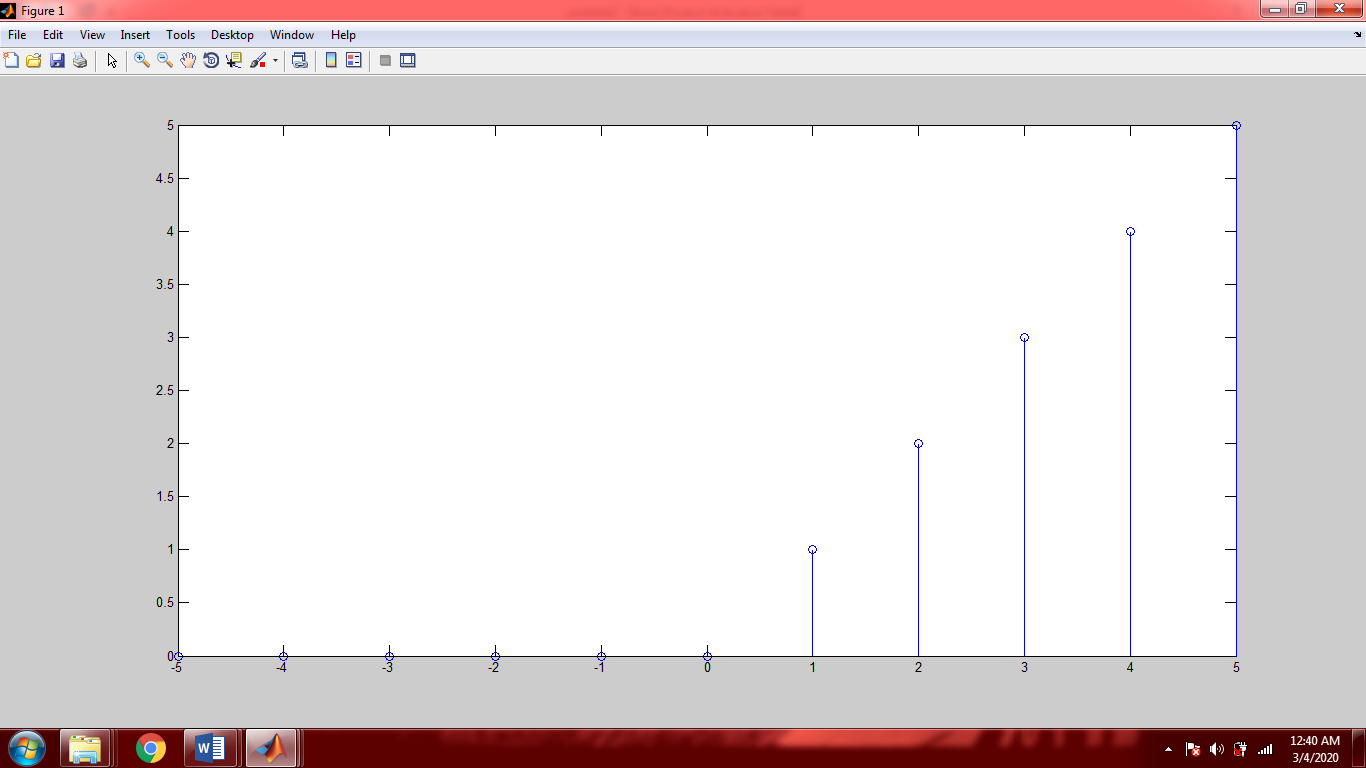 Figure 1
File Edit View Insert Tools Desktop Window Help
5
4.5
4
3.5
3
2.5
2
1.5
1
0.5
0
-5 -4 -3 -2 -1 0 1 2 3 4 5
W
12:40 AM
3/4/2020